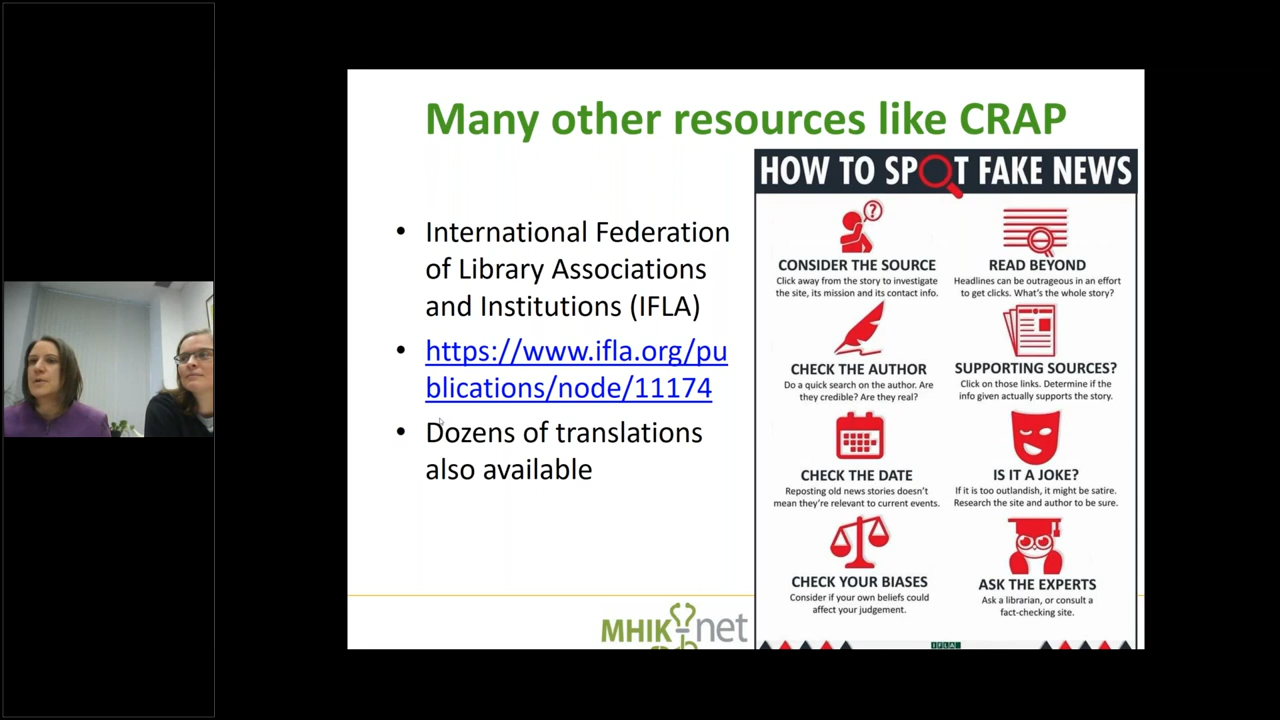 Many other resources like CRAP
• International Federation
of Library Associations
and Institutions (IFLA)
• https://www.ifla.org/pu
blications/node/11174
• Dozens of translations
also available
HOW TO SPOT FAKE NEWS
CONSIDER THE SOURCE
Click away from the story to investigate
the site, its mission and its contact info.
READ BEYOND
Headlines can be outrageous in an effort
to get clicks. What's the whole story?
CHECK THE AUTHOR
Do a quick search on the author. Are
they credible? Are they real?
SUPPORTING SOURCES?
Click on those links. Determine if the
info given actually supports the story.
CHECK THE DATE
Reposting old news stories doesn't
mean they're relevant to current events.
IS IT A JOKE?
If it is too outlandish, it might be satire.
Research the site and author to be sure.
CHECK YOUR BIASES
Consider if your own beliefs could
affect your judgement.
ASK THE EXPERTS
Ask a librarian, or consult a
fact-checking site.
MHIK-net
IFLA